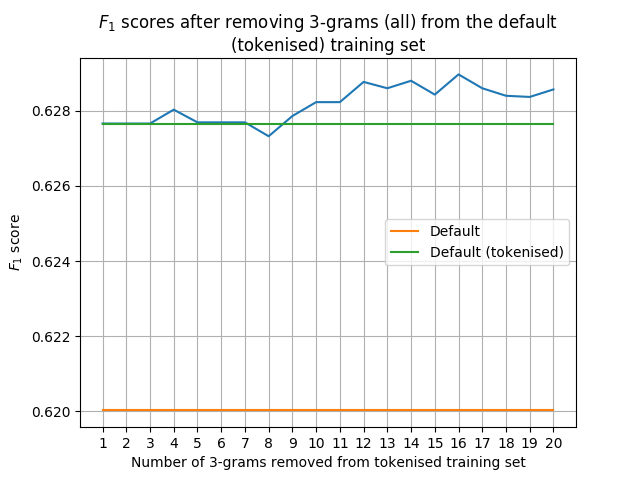 F1 scores after removing 3-grams (all) from the default
(tokenised) training set
F1 score
0.628
0.626
0.624
0.622
0.620
Default
Default (tokenised)
1 2 3 4 5 6 7 8 9 10 11 12 13 14 15 16 17 18 19 20
Number of 3-grams removed from tokenised training set